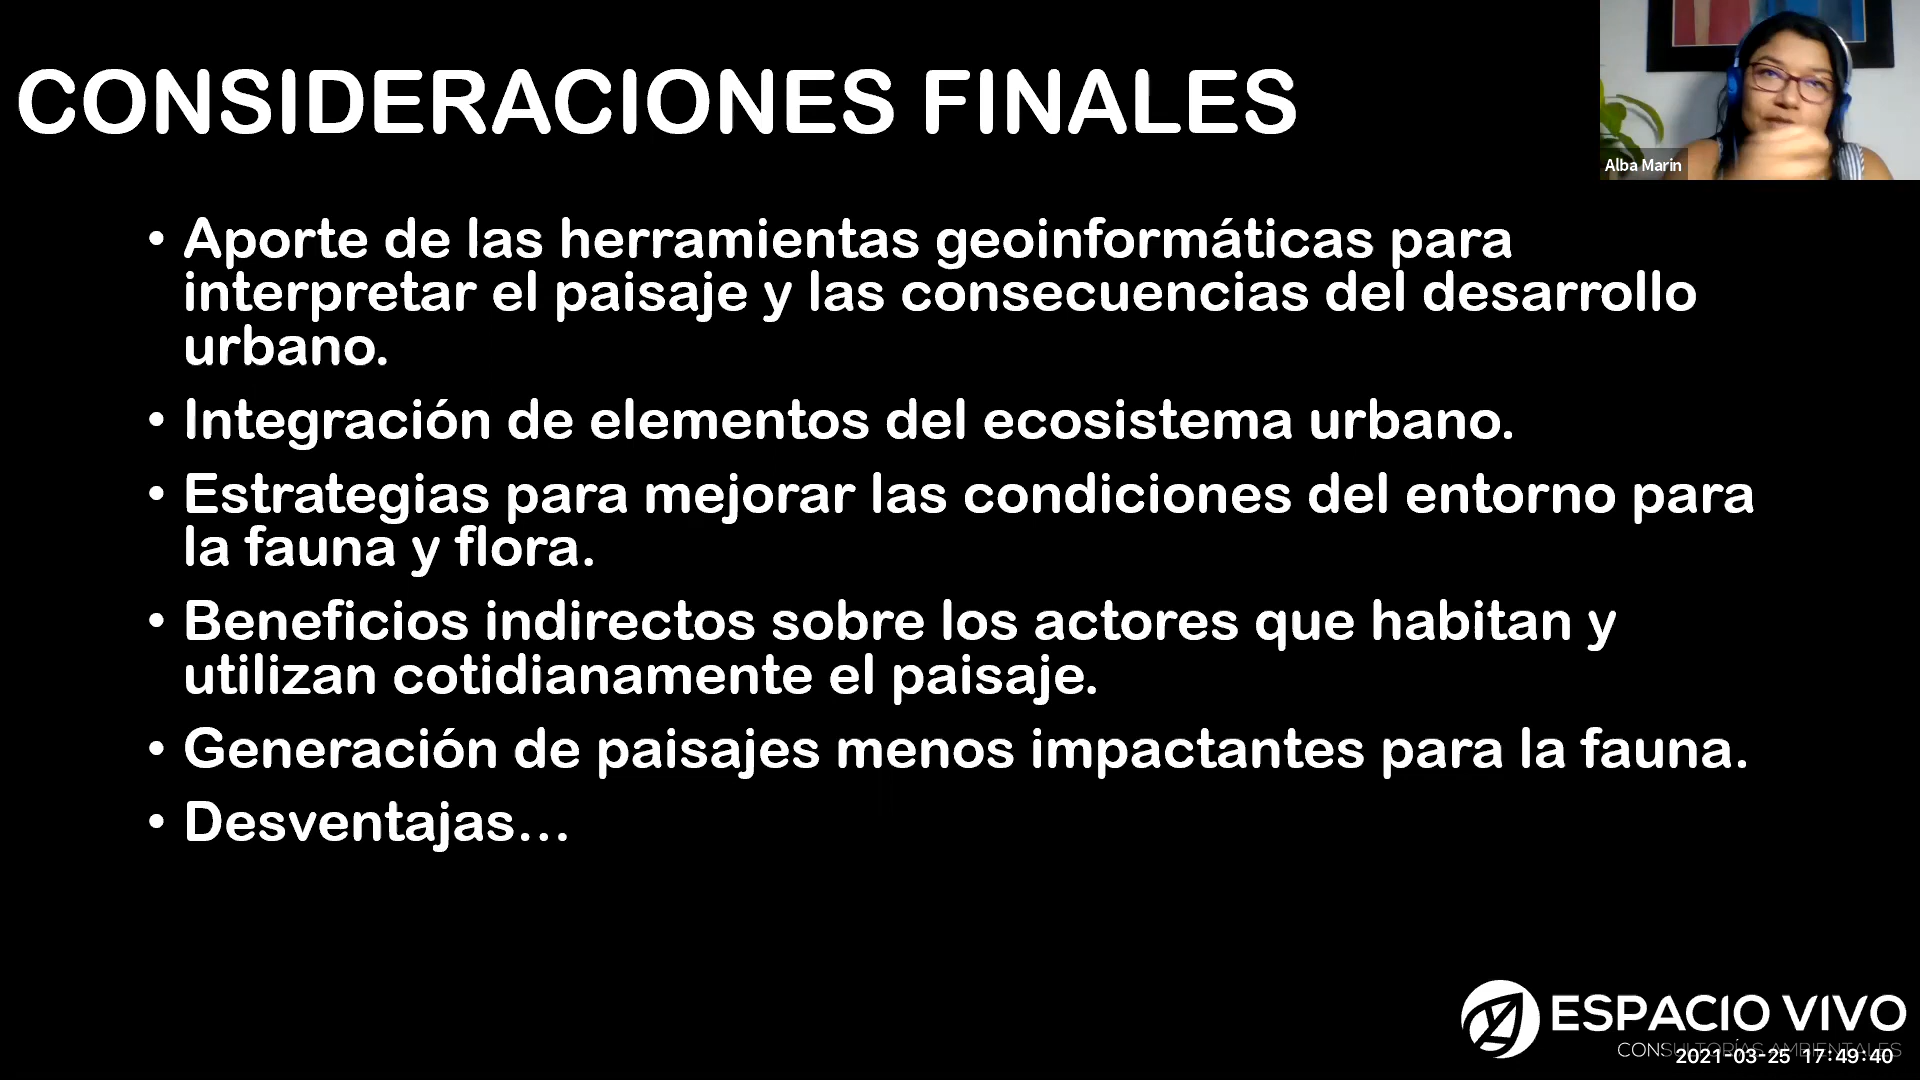 CONSIDERACIONES FINALES
Alba Marin
• Aporte de las herramientas geoinformáticas para
interpretar el paisaje y las consecuencias del desarrollo
urbano.
• Integración de elementos del ecosistema urbano.
• Estrategias para mejorar las condiciones del entorno para
la fauna y flora.
• Beneficios indirectos sobre los actores que habitan y
utilizan cotidianamente el paisaje.
• Generación de paisajes menos impactantes para la fauna.
• Desventajas...
ESPACIO VIVO
CONSULTORÍAS AMBIENTALES
2021-03-25 17:49:40